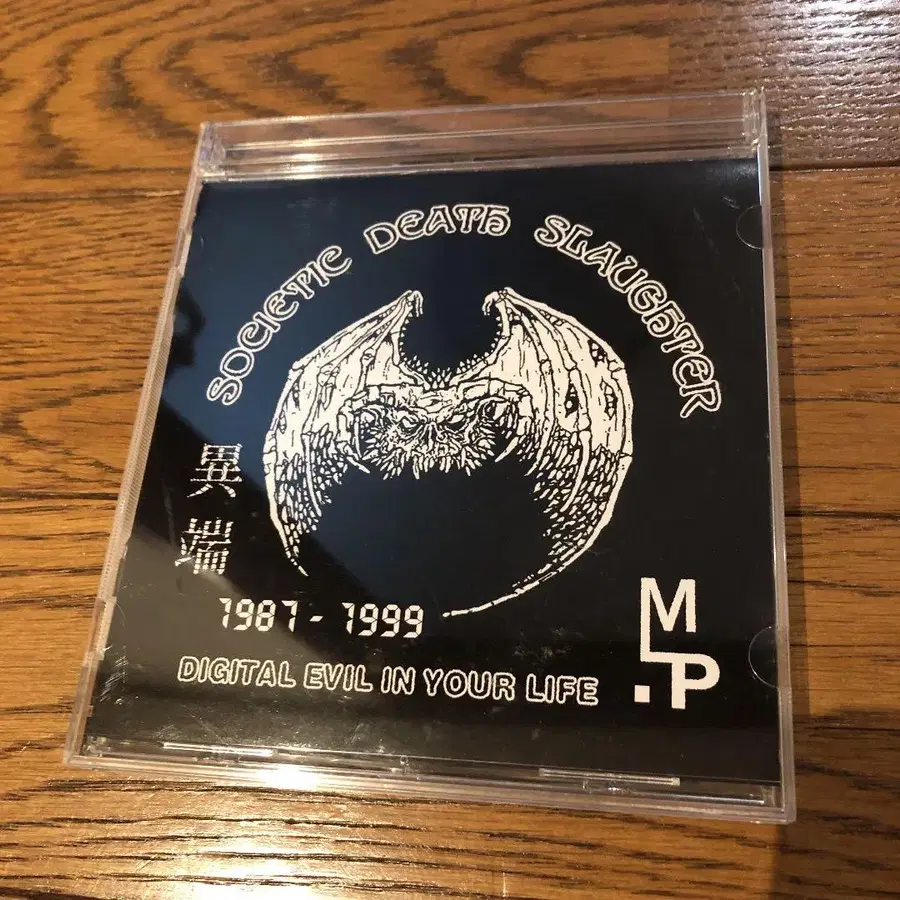 SOCIETIC DEATH SLAUGHTER
異端
1987 - 1999
DIGITAL EVIL IN YOUR LIFE
M
.P